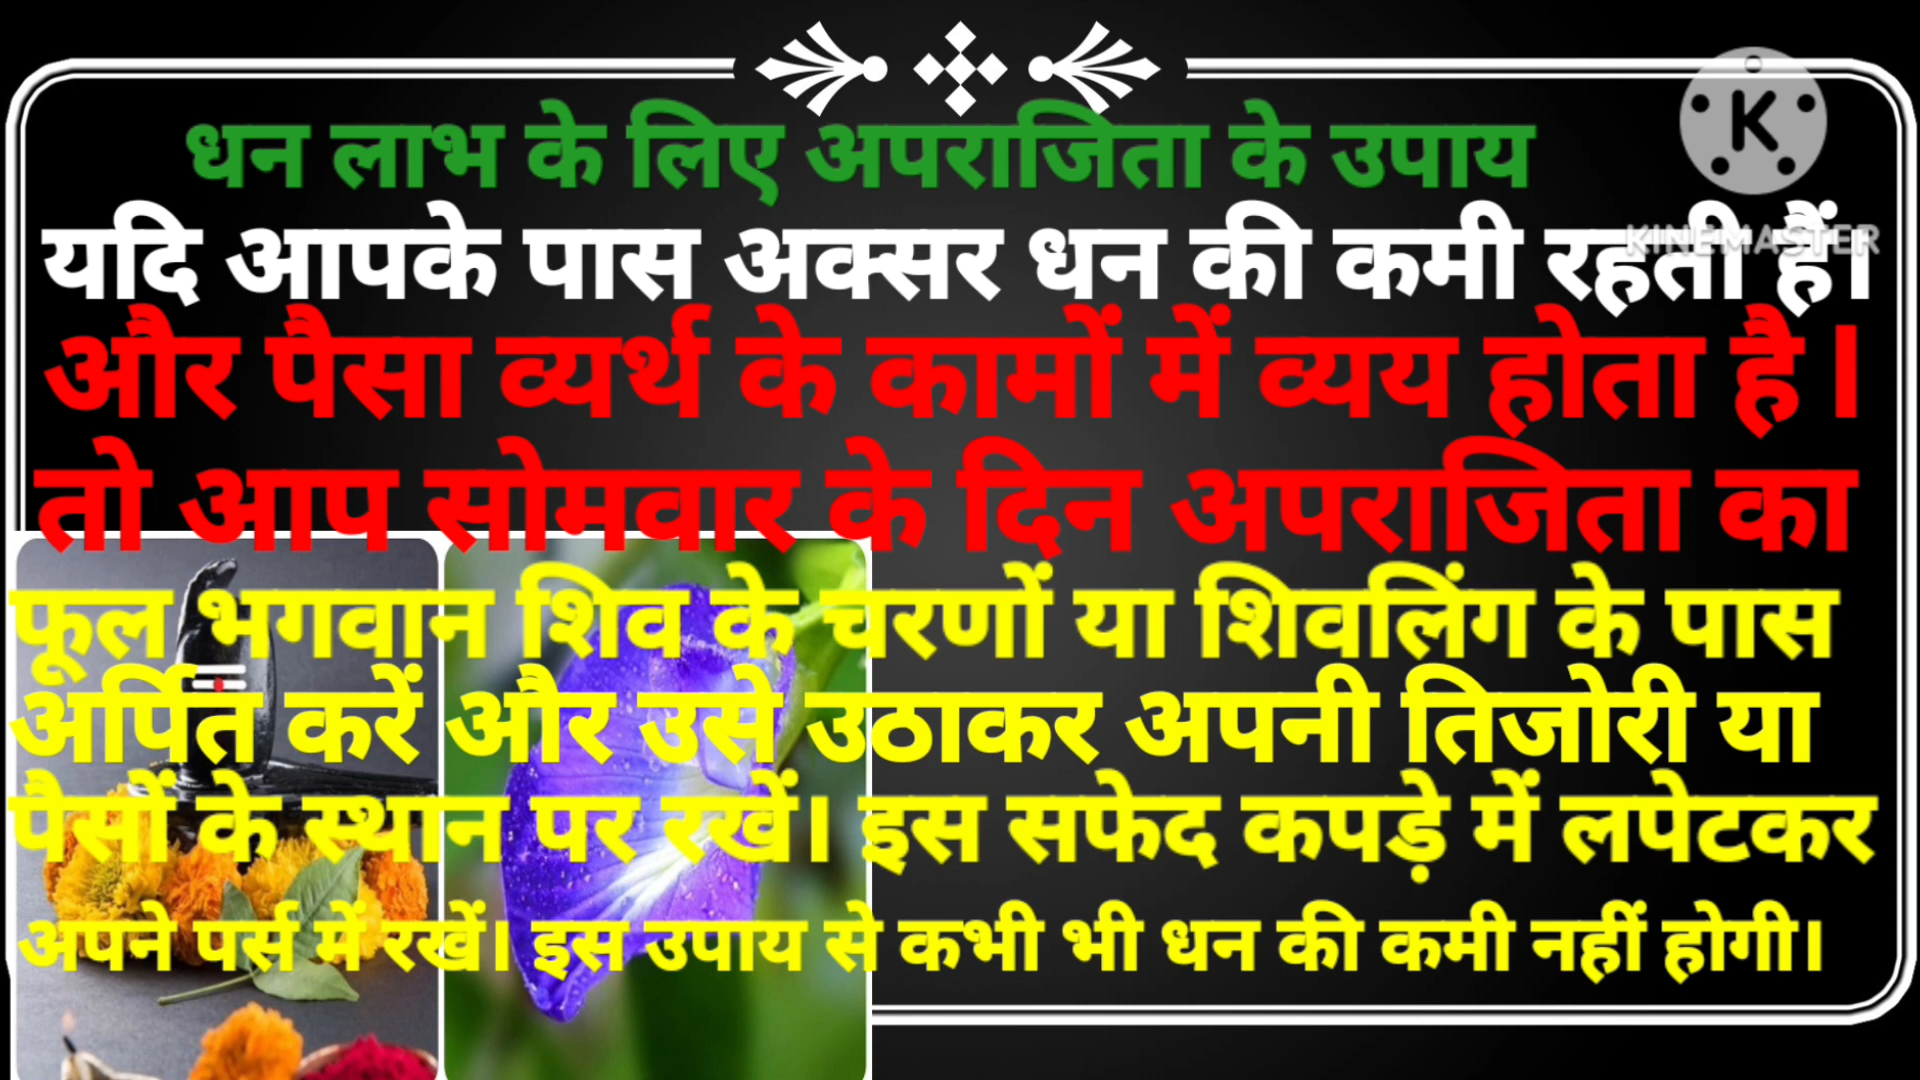 धन लाभ के लिए अपराजिता के उपाय
यदि आपके पास अक्सर धन की कमी रहती हैं।
और पैसा व्यर्थ के कामों में व्यय होता है।
तो आप सोमवार के दिन अपराजिता का
फूल भगवान शिव के चरणों या शिवलिंग के पास
अर्पित करें और उसे उठाकर अपनी तिजोरी या
पैसों के स्थान पर रखें। इस सफेद कपड़े में लपेटकर
अपने पर्स में रखें। इस उपाय से कभी भी धन की कमी नहीं होगी।
K
KINEMASTER